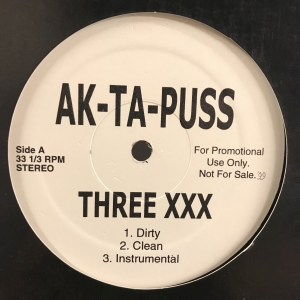 AK-TA-PUSS
Side A
33 1/3 RPM
STEREO
For Promotional
Use Only.
Not For Sale.
THREE XXX
1. Dirty
2. Clean
3. Instrumental